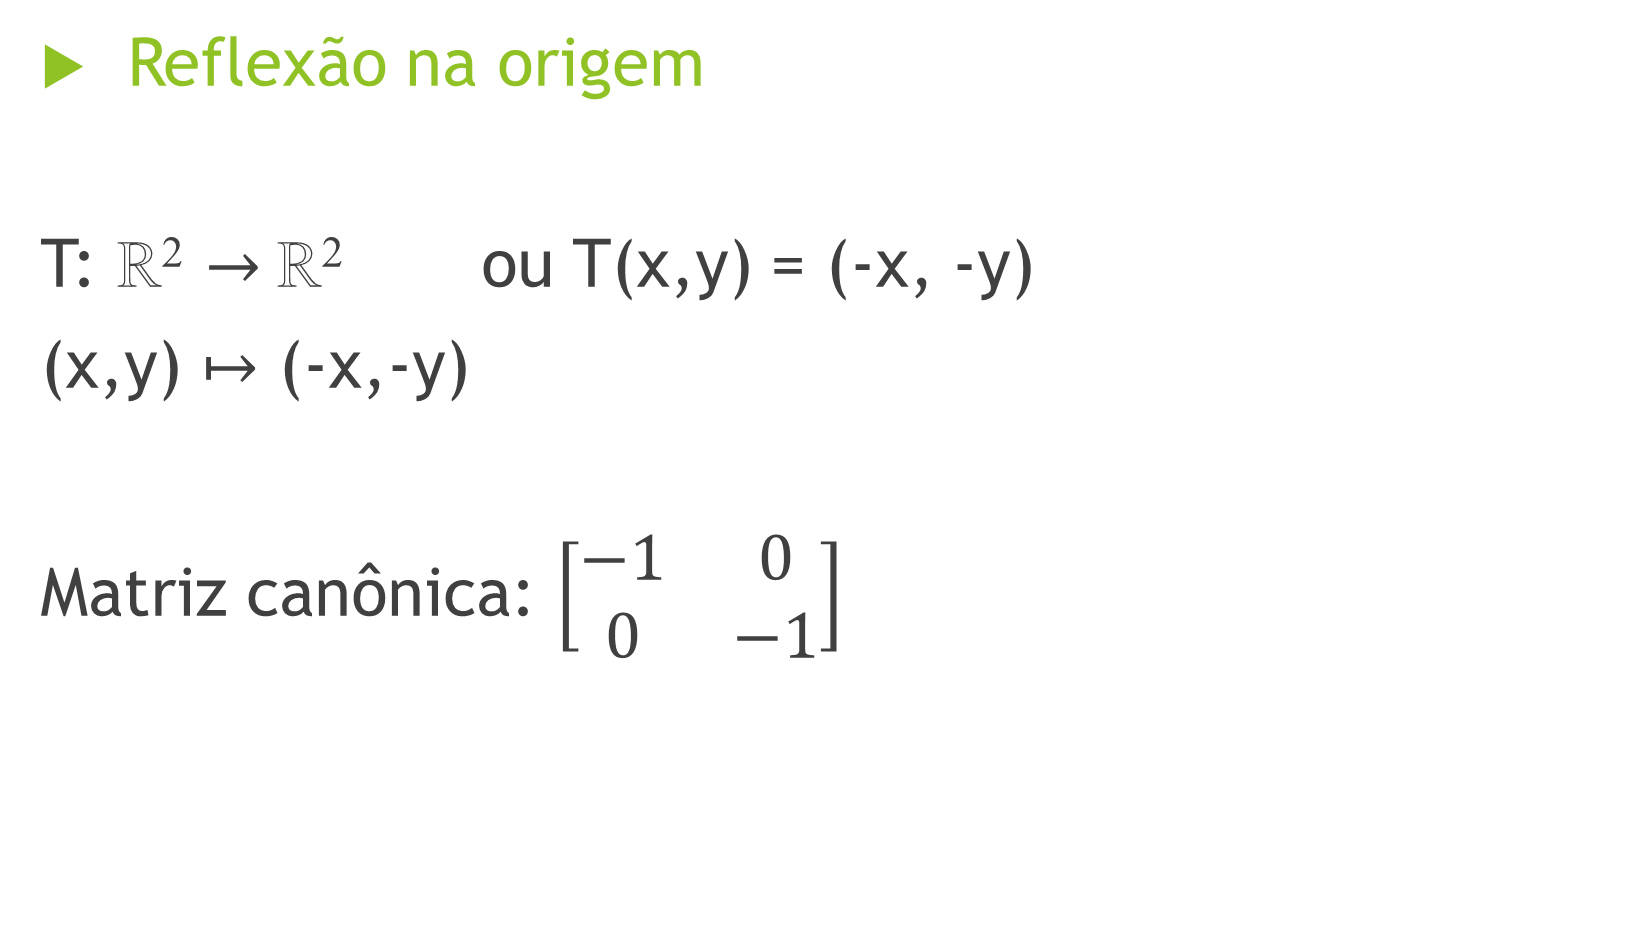 Reflexão na origem
T: ℝ² → ℝ² ou T(x,y) = (-x, -y)
(x,y) ↦ (-x,-y)
Matriz canônica: [−1 0
0 −1]